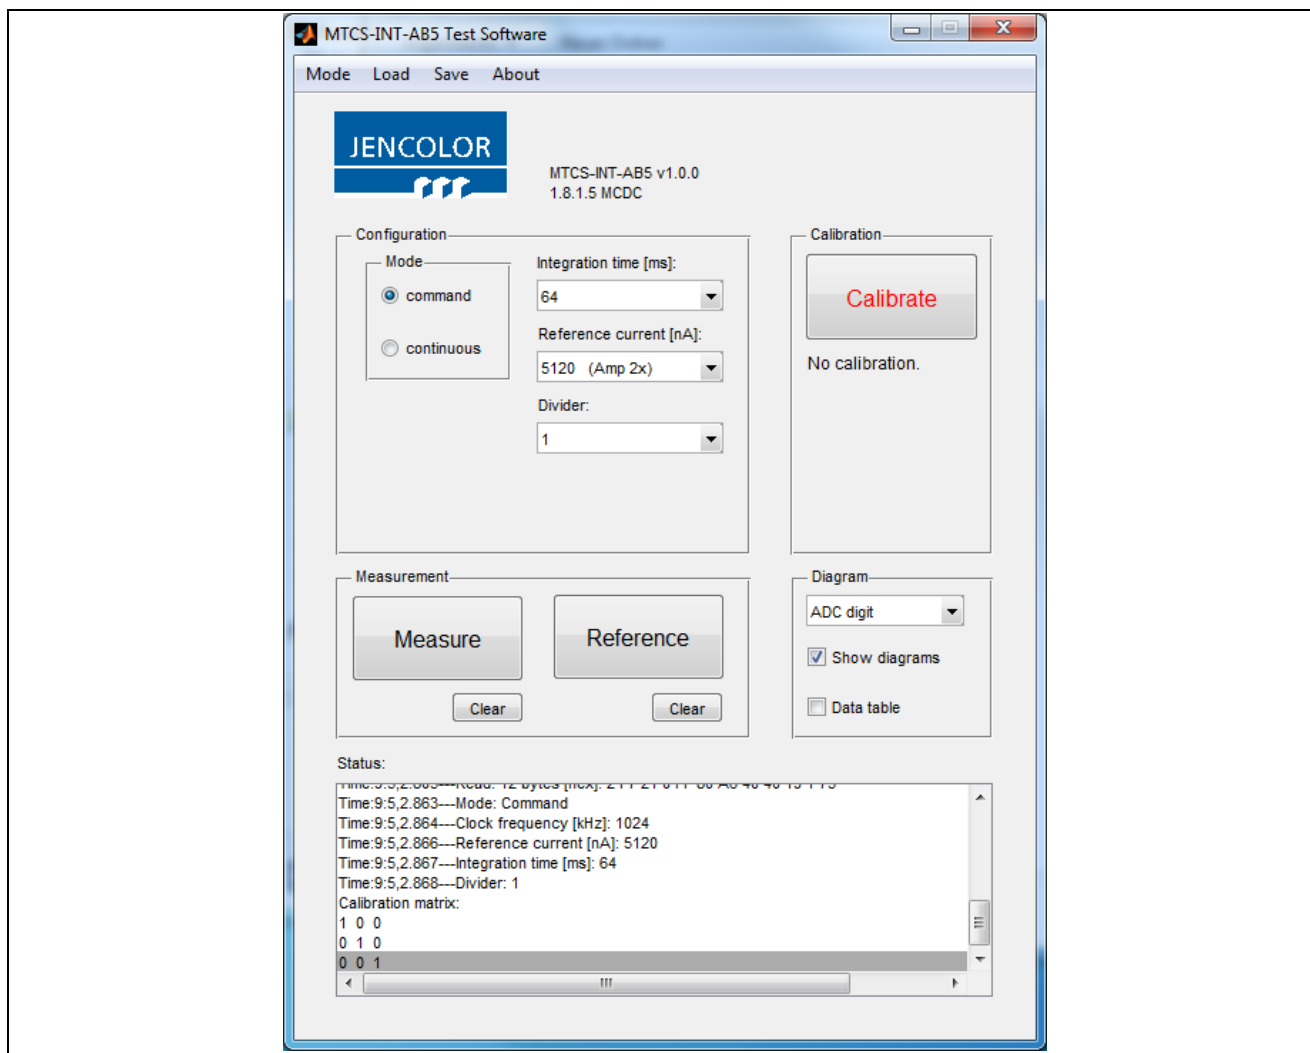 MTCS-INT-AB5 Test Software
Mode Load Save About
JENCOLOR
MTCS-INT-AB5 v1.0.0
1.8.1.5 MCDC
Configuration
Mode
command
continuous
Integration time [ms]:
64
Reference current [nA]:
5120 (Amp 2x)
Divider:
1
Calibration
Calibrate
No calibration.
Measurement
Measure
Reference
Clear
Clear
Diagram
ADC digit
Show diagrams
Data table
Status:
Time:9:5,2.863---Mode: Command
Time:9:5,2.864---Clock frequency [kHz]: 1024
Time:9:5,2.866---Reference current [nA]: 5120
Time:9:5,2.867---Integration time [ms]: 64
Time:9:5,2.868---Divider: 1
Calibration matrix:
1 0 0
0 1 0
0 0 1